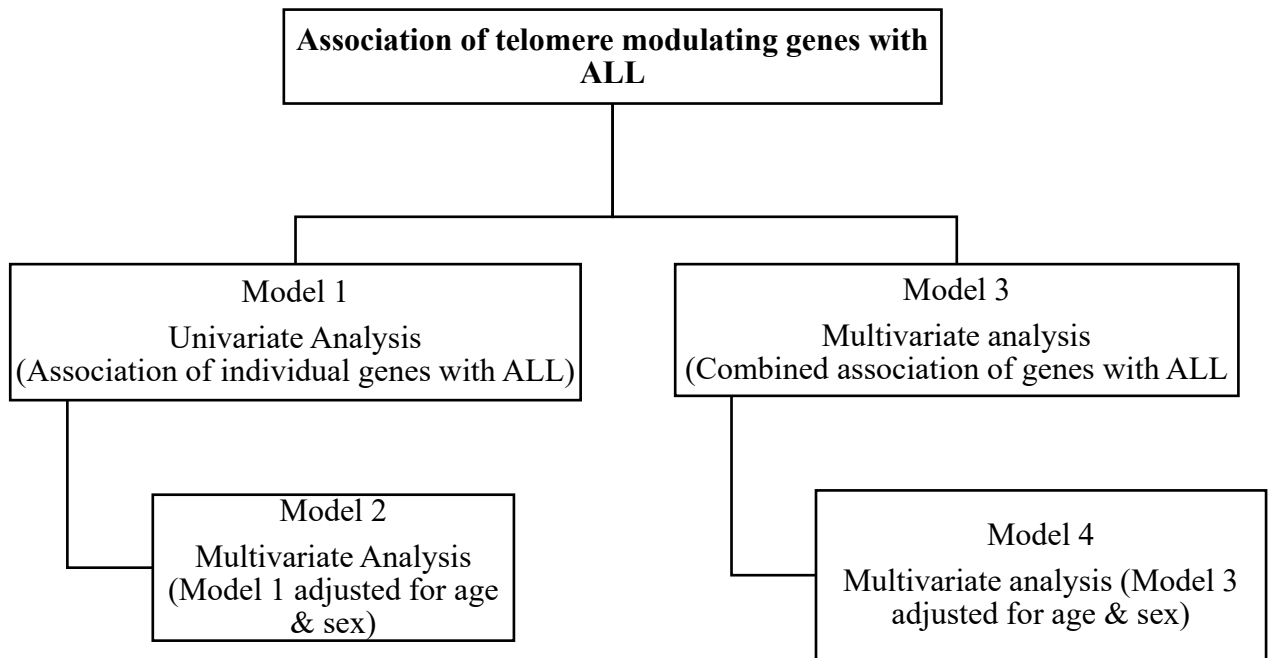 Association of telomere modulating genes with
ALL
Model 1
Univariate Analysis
(Association of individual genes with ALL)
Model 2
Multivariate Analysis
(Model 1 adjusted for age
& sex)
Model 3
Multivariate analysis
(Combined association of genes with ALL
Model 4
Multivariate analysis (Model 3
adjusted for age & sex)